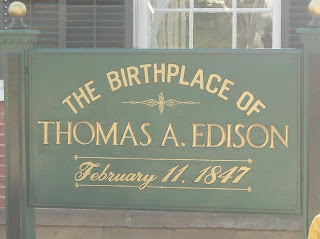 THE BIRTHPLACE OF
THOMAS A. EDISON
February 11, 1847